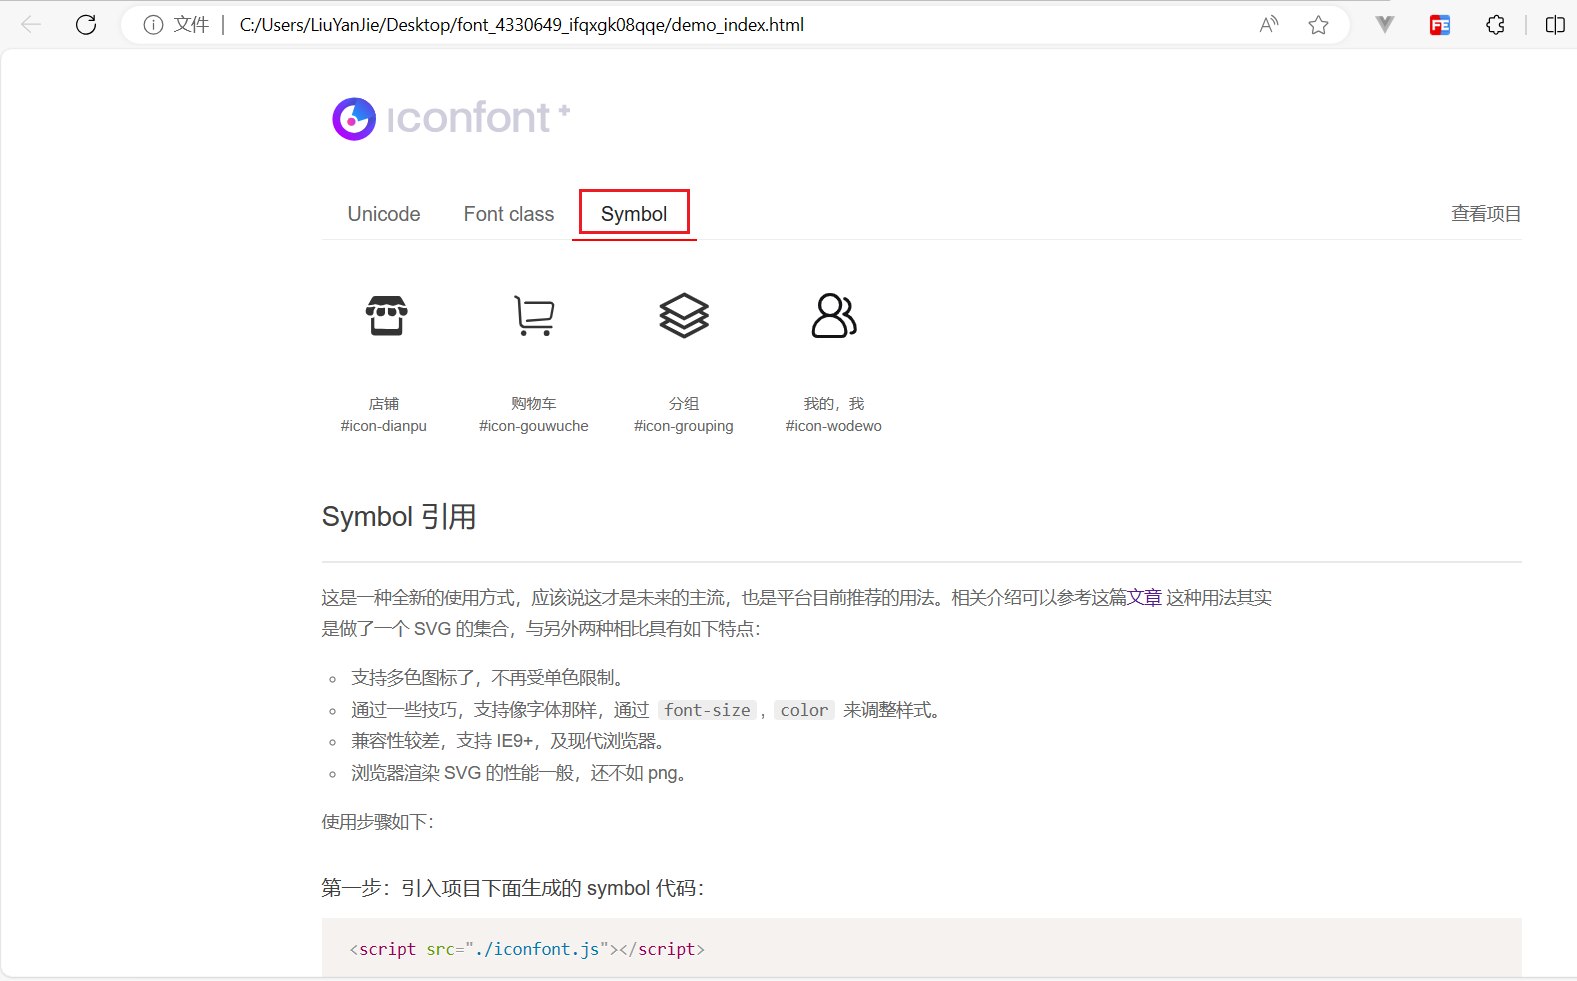 文件 | C:/Users/LiuYanJie/Desktop/font_4330649_ifqxgk08qqe/demo_index.html
iconfont+
Unicode Font class Symbol 查看项目
店铺 购物车 分组 我的，我
#icon-dianpu #icon-gouwuche #icon-grouping #icon-wodewo
Symbol 引用
这是一种全新的使用方式，应该说这才是未来的主流，也是平台目前推荐的用法。相关介绍可以参考这篇文章 这种用法其实
是做了一个 SVG 的集合，与另外两种相比具有如下特点：
支持多色图标了，不再受单色限制。
通过一些技巧，支持像字体那样，通过 font-size , color 来调整样式。
兼容性较差，支持 IE9+，及现代浏览器。
浏览器渲染 SVG 的性能一般，还不如 png。
使用步骤如下：
第一步：引入项目下面生成的 symbol 代码：
<script src="./iconfont.js"></script>